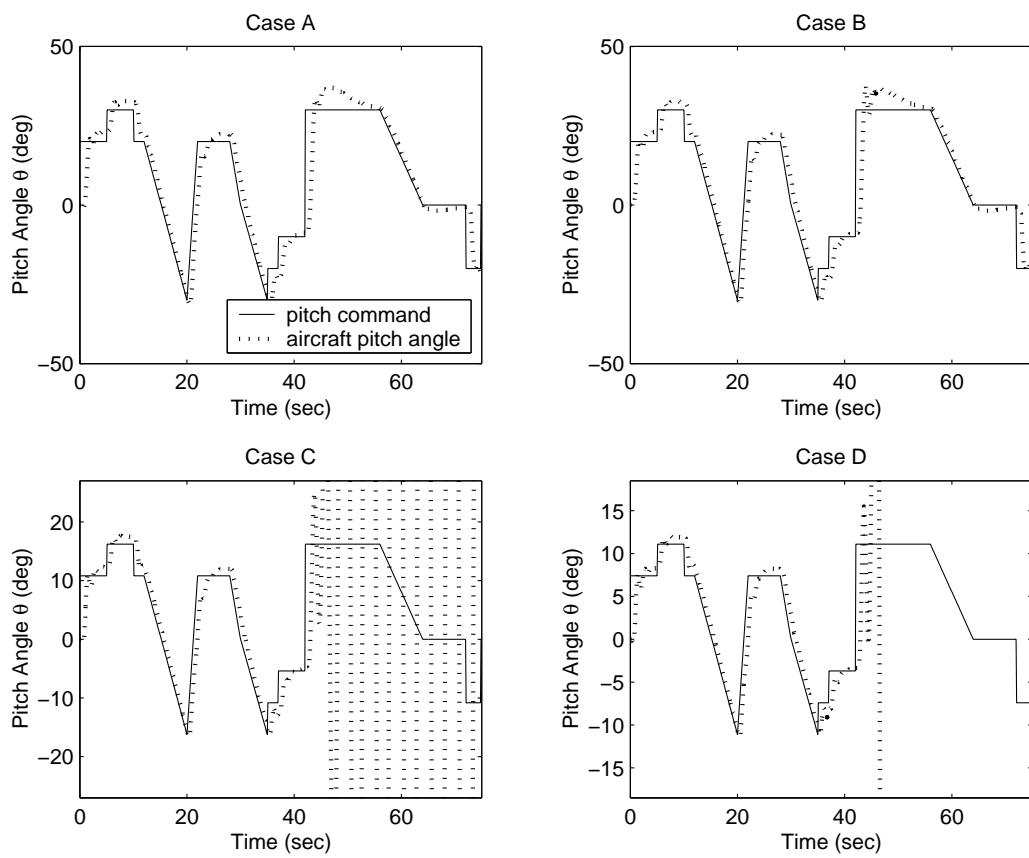 Case A
50
0
−50
Pitch Angle θ (deg)
pitch command
aircraft pitch angle
0
20
40
60
Time (sec)
Case B
50
0
−50
Pitch Angle θ (deg)
0
20
40
60
Time (sec)
Case C
20
10
0
−10
−20
Pitch Angle θ (deg)
0
20
40
60
Time (sec)
Case D
15
10
5
0
−5
−10
−15
Pitch Angle θ (deg)
0
20
40
60
Time (sec)